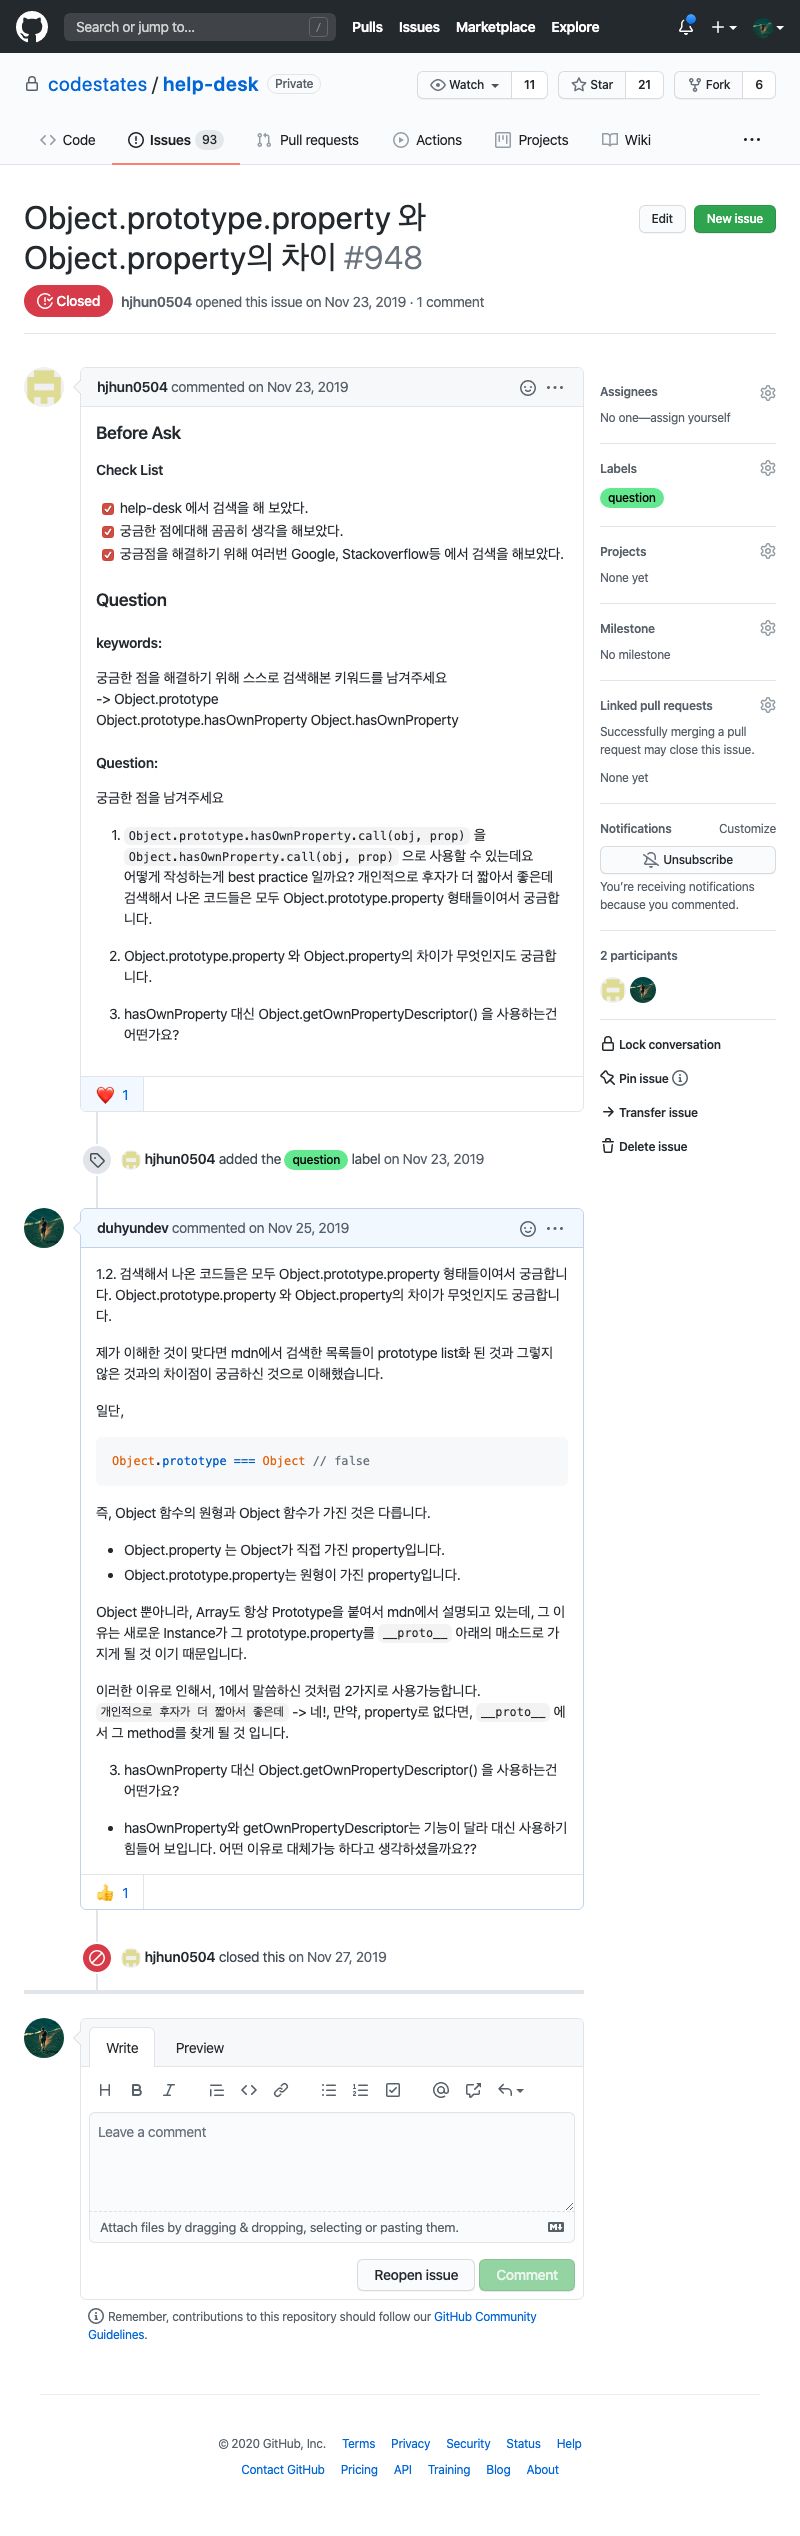 Search or jump to... /
Pulls Issues Marketplace Explore
codestates / help-desk Private
Watch 11 Star 21 Fork 6
Code Issues 93 Pull requests Actions Projects Wiki ...
Object.prototype.property 와
Object.property의 차이 #948
Edit New issue
Closed hjhun0504 opened this issue on Nov 23, 2019 · 1 comment
hjhun0504 commented on Nov 23, 2019
Before Ask
Check List
help-desk 에서 검색을 해 보았다.
궁금한 점에대해 곰곰히 생각을 해보았다.
궁금점을 해결하기 위해 여러번 Google, Stackoverflow등 에서 검색을 해보았다.
Question
keywords:
궁금한 점을 해결하기 위해 스스로 검색해본 키워드를 남겨주세요
-> Object.prototype
Object.prototype.hasOwnProperty Object.hasOwnProperty
Question:
궁금한 점을 남겨주세요
1. Object.prototype.hasOwnProperty.call(obj, prop) 을
Object.hasOwnProperty.call(obj, prop) 으로 사용할 수 있는데요
어떻게 작성하는게 best practice 일까요? 개인적으로 후자가 더 짧아서 좋은데
검색해서 나온 코드들은 모두 Object.prototype.property 형태들이여서 궁금합
니다.
2. Object.prototype.property 와 Object.property의 차이가 무엇인지도 궁금합
니다.
3. hasOwnProperty 대신 Object.getOwnPropertyDescriptor() 을 사용하는건
어떤가요?
❤️ 1
Assignees
No one—assign yourself
Labels
question
Projects
None yet
Milestone
No milestone
Linked pull requests
Successfully merging a pull
request may close this issue.
None yet
Notifications Customize
Unsubscribe
You're receiving notifications
because you commented.
2 participants
Lock conversation
Pin issue
Transfer issue
Delete issue
hjhun0504 added the question label on Nov 23, 2019
duhyundev commented on Nov 25, 2019
1.2. 검색해서 나온 코드들은 모두 Object.prototype.property 형태들이여서 궁금합니
다. Object.prototype.property 와 Object.property의 차이가 무엇인지도 궁금합니
다.
제가 이해한 것이 맞다면 mdn에서 검색한 목록들이 prototype list화 된 것과 그렇지
않은 것과의 차이점이 궁금하신 것으로 이해했습니다.
일단,
Object.prototype === Object // false
즉, Object 함수의 원형과 Object 함수가 가진 것은 다릅니다.
• Object.property 는 Object가 직접 가진 property입니다.
• Object.prototype.property는 원형이 가진 property입니다.
Object 뿐아니라, Array도 항상 Prototype을 붙여서 mdn에서 설명되고 있는데, 그 이
유는 새로운 Instance가 그 prototype.property를 __proto__ 아래의 매소드로 가
지게 될 것 이기 때문입니다.
이러한 이유로 인해서, 1에서 말씀하신 것처럼 2가지로 사용가능합니다.
개인적으로 후자가 더 짧아서 좋은데 -> 네!, 만약, property로 없다면, __proto__ 에
서 그 method를 찾게 될 것 입니다.
3. hasOwnProperty 대신 Object.getOwnPropertyDescriptor() 을 사용하는건
어떤가요?
• hasOwnProperty와 getOwnPropertyDescriptor는 기능이 달라 대신 사용하기
힘들어 보입니다. 어떤 이유로 대체가능 하다고 생각하셨을까요??
👍 1
hjhun0504 closed this on Nov 27, 2019
Write Preview
H B I
Leave a comment
Attach files by dragging & dropping, selecting or pasting them.
Reopen issue Comment
Remember, contributions to this repository should follow our GitHub Community
Guidelines.
© 2020 GitHub, Inc. Terms Privacy Security Status Help
Contact GitHub Pricing API Training Blog About